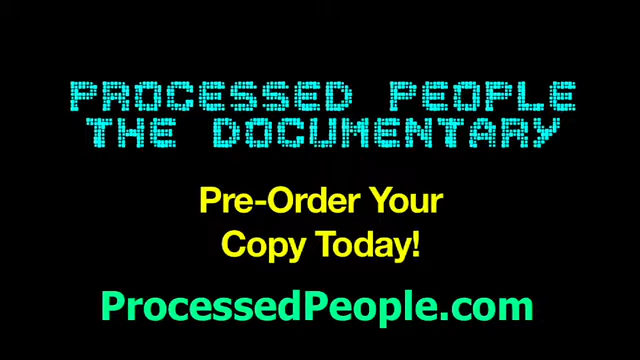 PROCESSED PEOPLE
THE DOCUMENTARY
Pre-Order Your
Copy Today!
ProcessedPeople.com